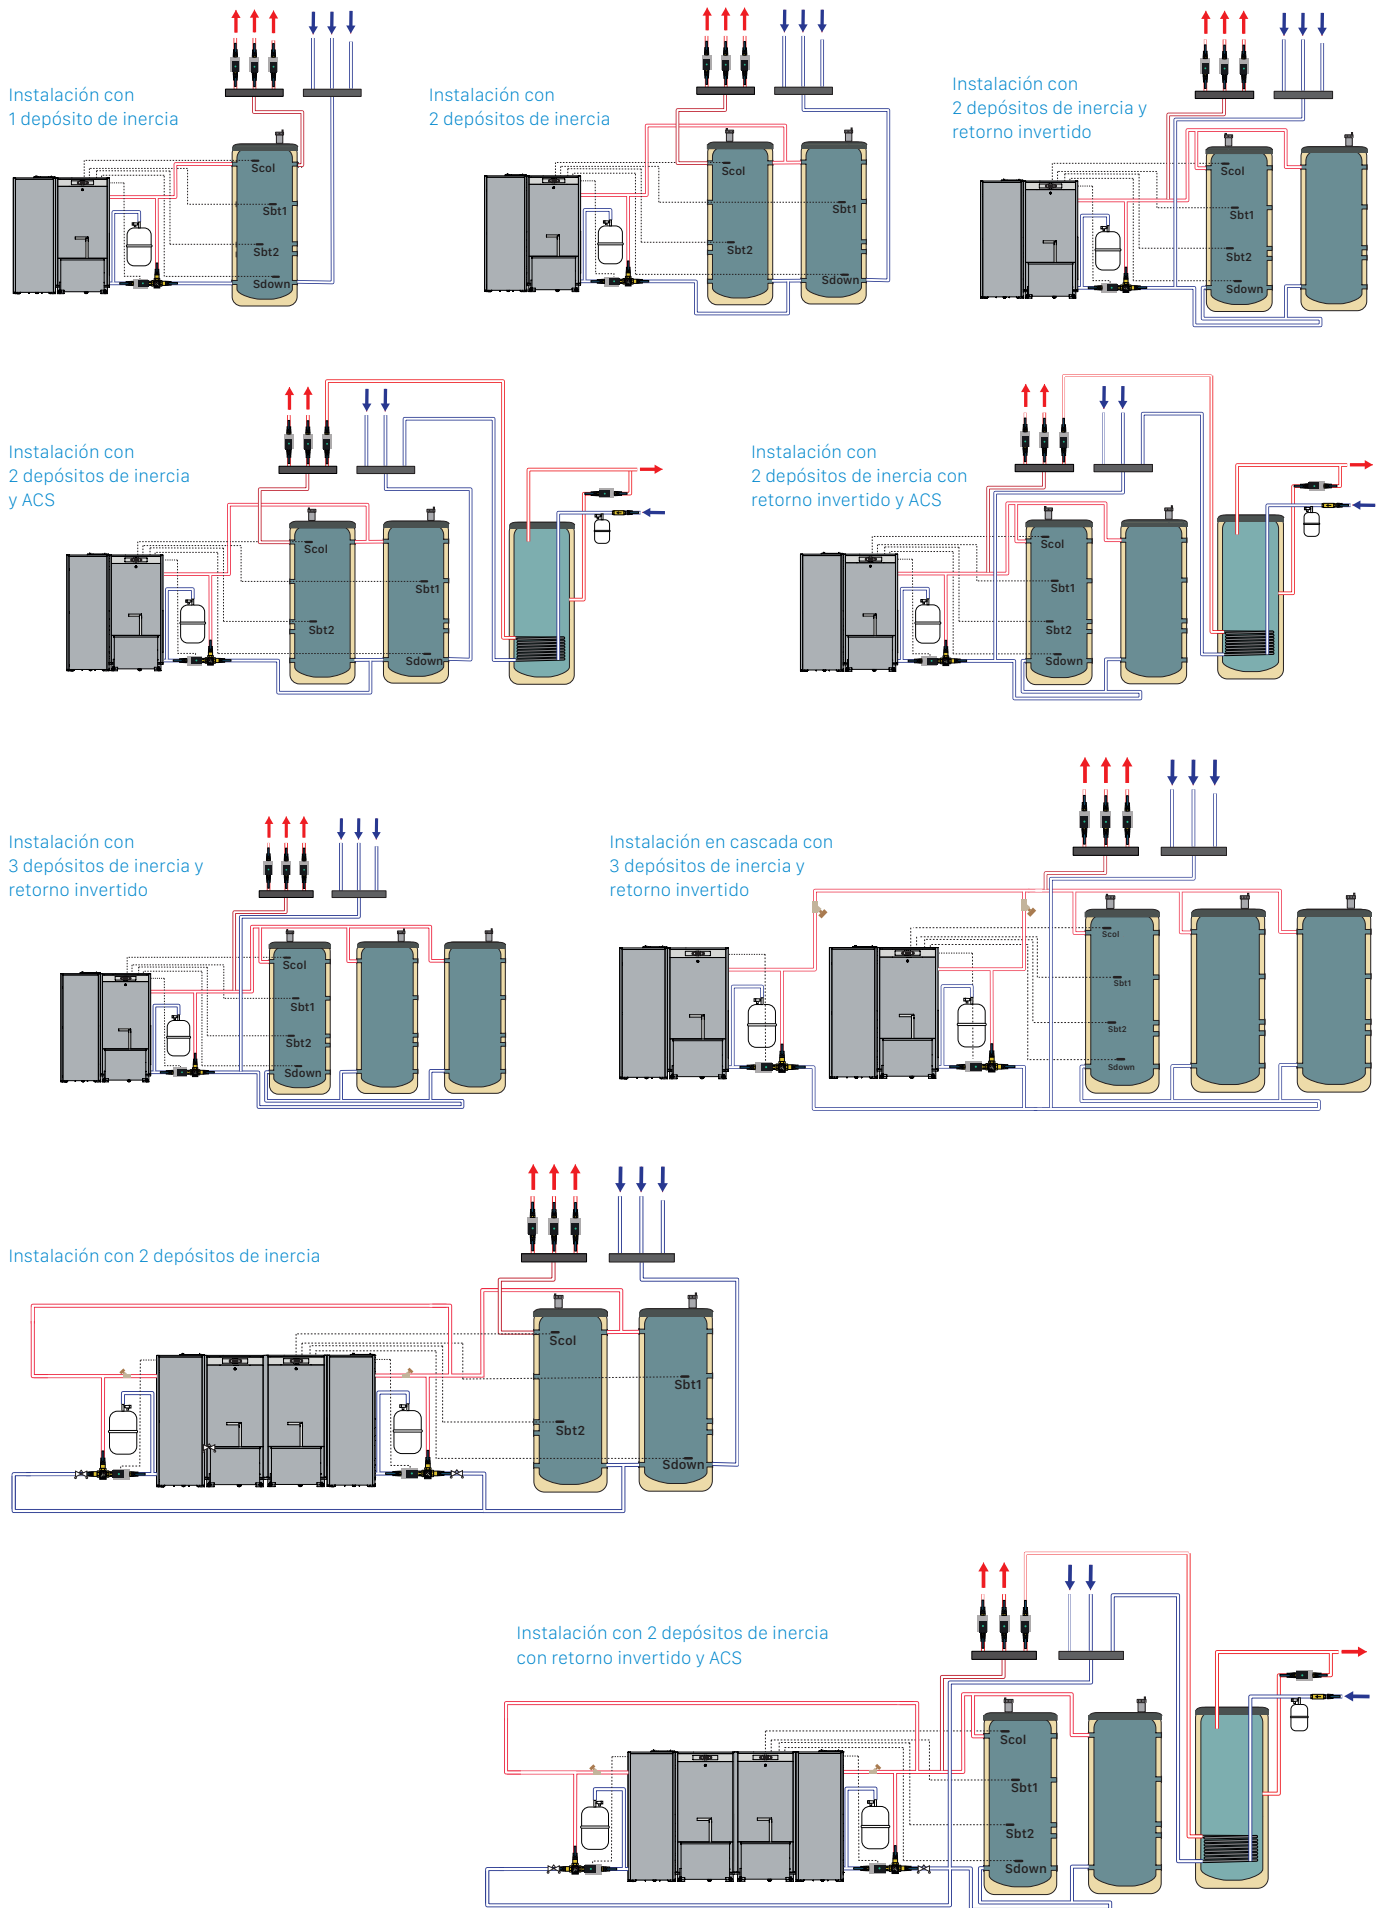 Instalación con
1 depósito de inercia
Scol
Sbt1
Sbt2
Sdown
Instalación con
2 depósitos de inercia
Scol
Sbt1
Sbt2
Sdown
Instalación con
2 depósitos de inercia y
retorno invertido
Scol
Sbt1
Sbt2
Sdown
Instalación con
2 depósitos de inercia
y ACS
Scol
Sbt1
Sbt2
Sdown
Instalación con
2 depósitos de inercia con
retorno invertido y ACS
Scol
Sbt1
Sbt2
Sdown
Instalación con
3 depósitos de inercia y
retorno invertido
Scol
Sbt1
Sbt2
Sdown
Instalación en cascada con
3 depósitos de inercia y
retorno invertido
Scol
Sbt1
Sbt2
Sdown
Instalación con 2 depósitos de inercia
Scol
Sbt1
Sbt2
Sdown
Instalación con 2 depósitos de inercia
con retorno invertido y ACS
Scol
Sbt1
Sbt2
Sdown